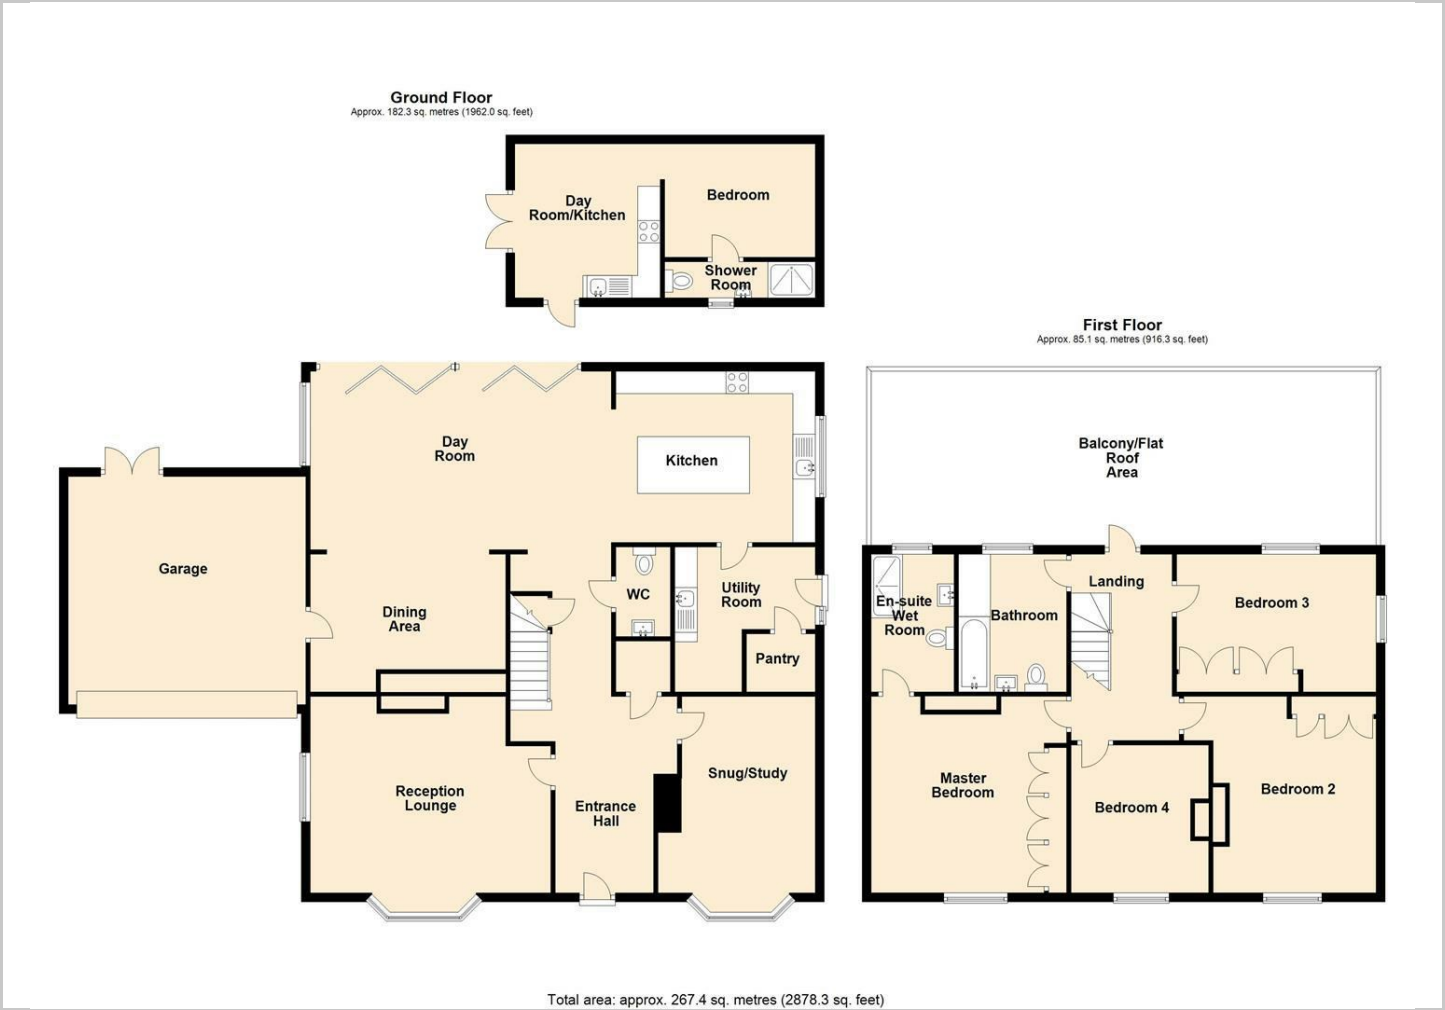 Ground Floor
Approx. 182.3 sq. metres (1962.0 sq. feet)
Day
Room/Kitchen
Bedroom
Shower
Room
First Floor
Approx. 85.1 sq. metres (916.3 sq. feet)
Day
Room
Kitchen
Balcony/Flat
Roof
Area
Garage
Dining
Area
WC
Utility
Room
Pantry
En-suite
Wet
Room
Bathroom
Landing
Bedroom 3
Reception
Lounge
Entrance
Hall
Snug/Study
Master
Bedroom
Bedroom 4
Bedroom 2
Total area: approx. 267.4 sq. metres (2878.3 sq. feet)